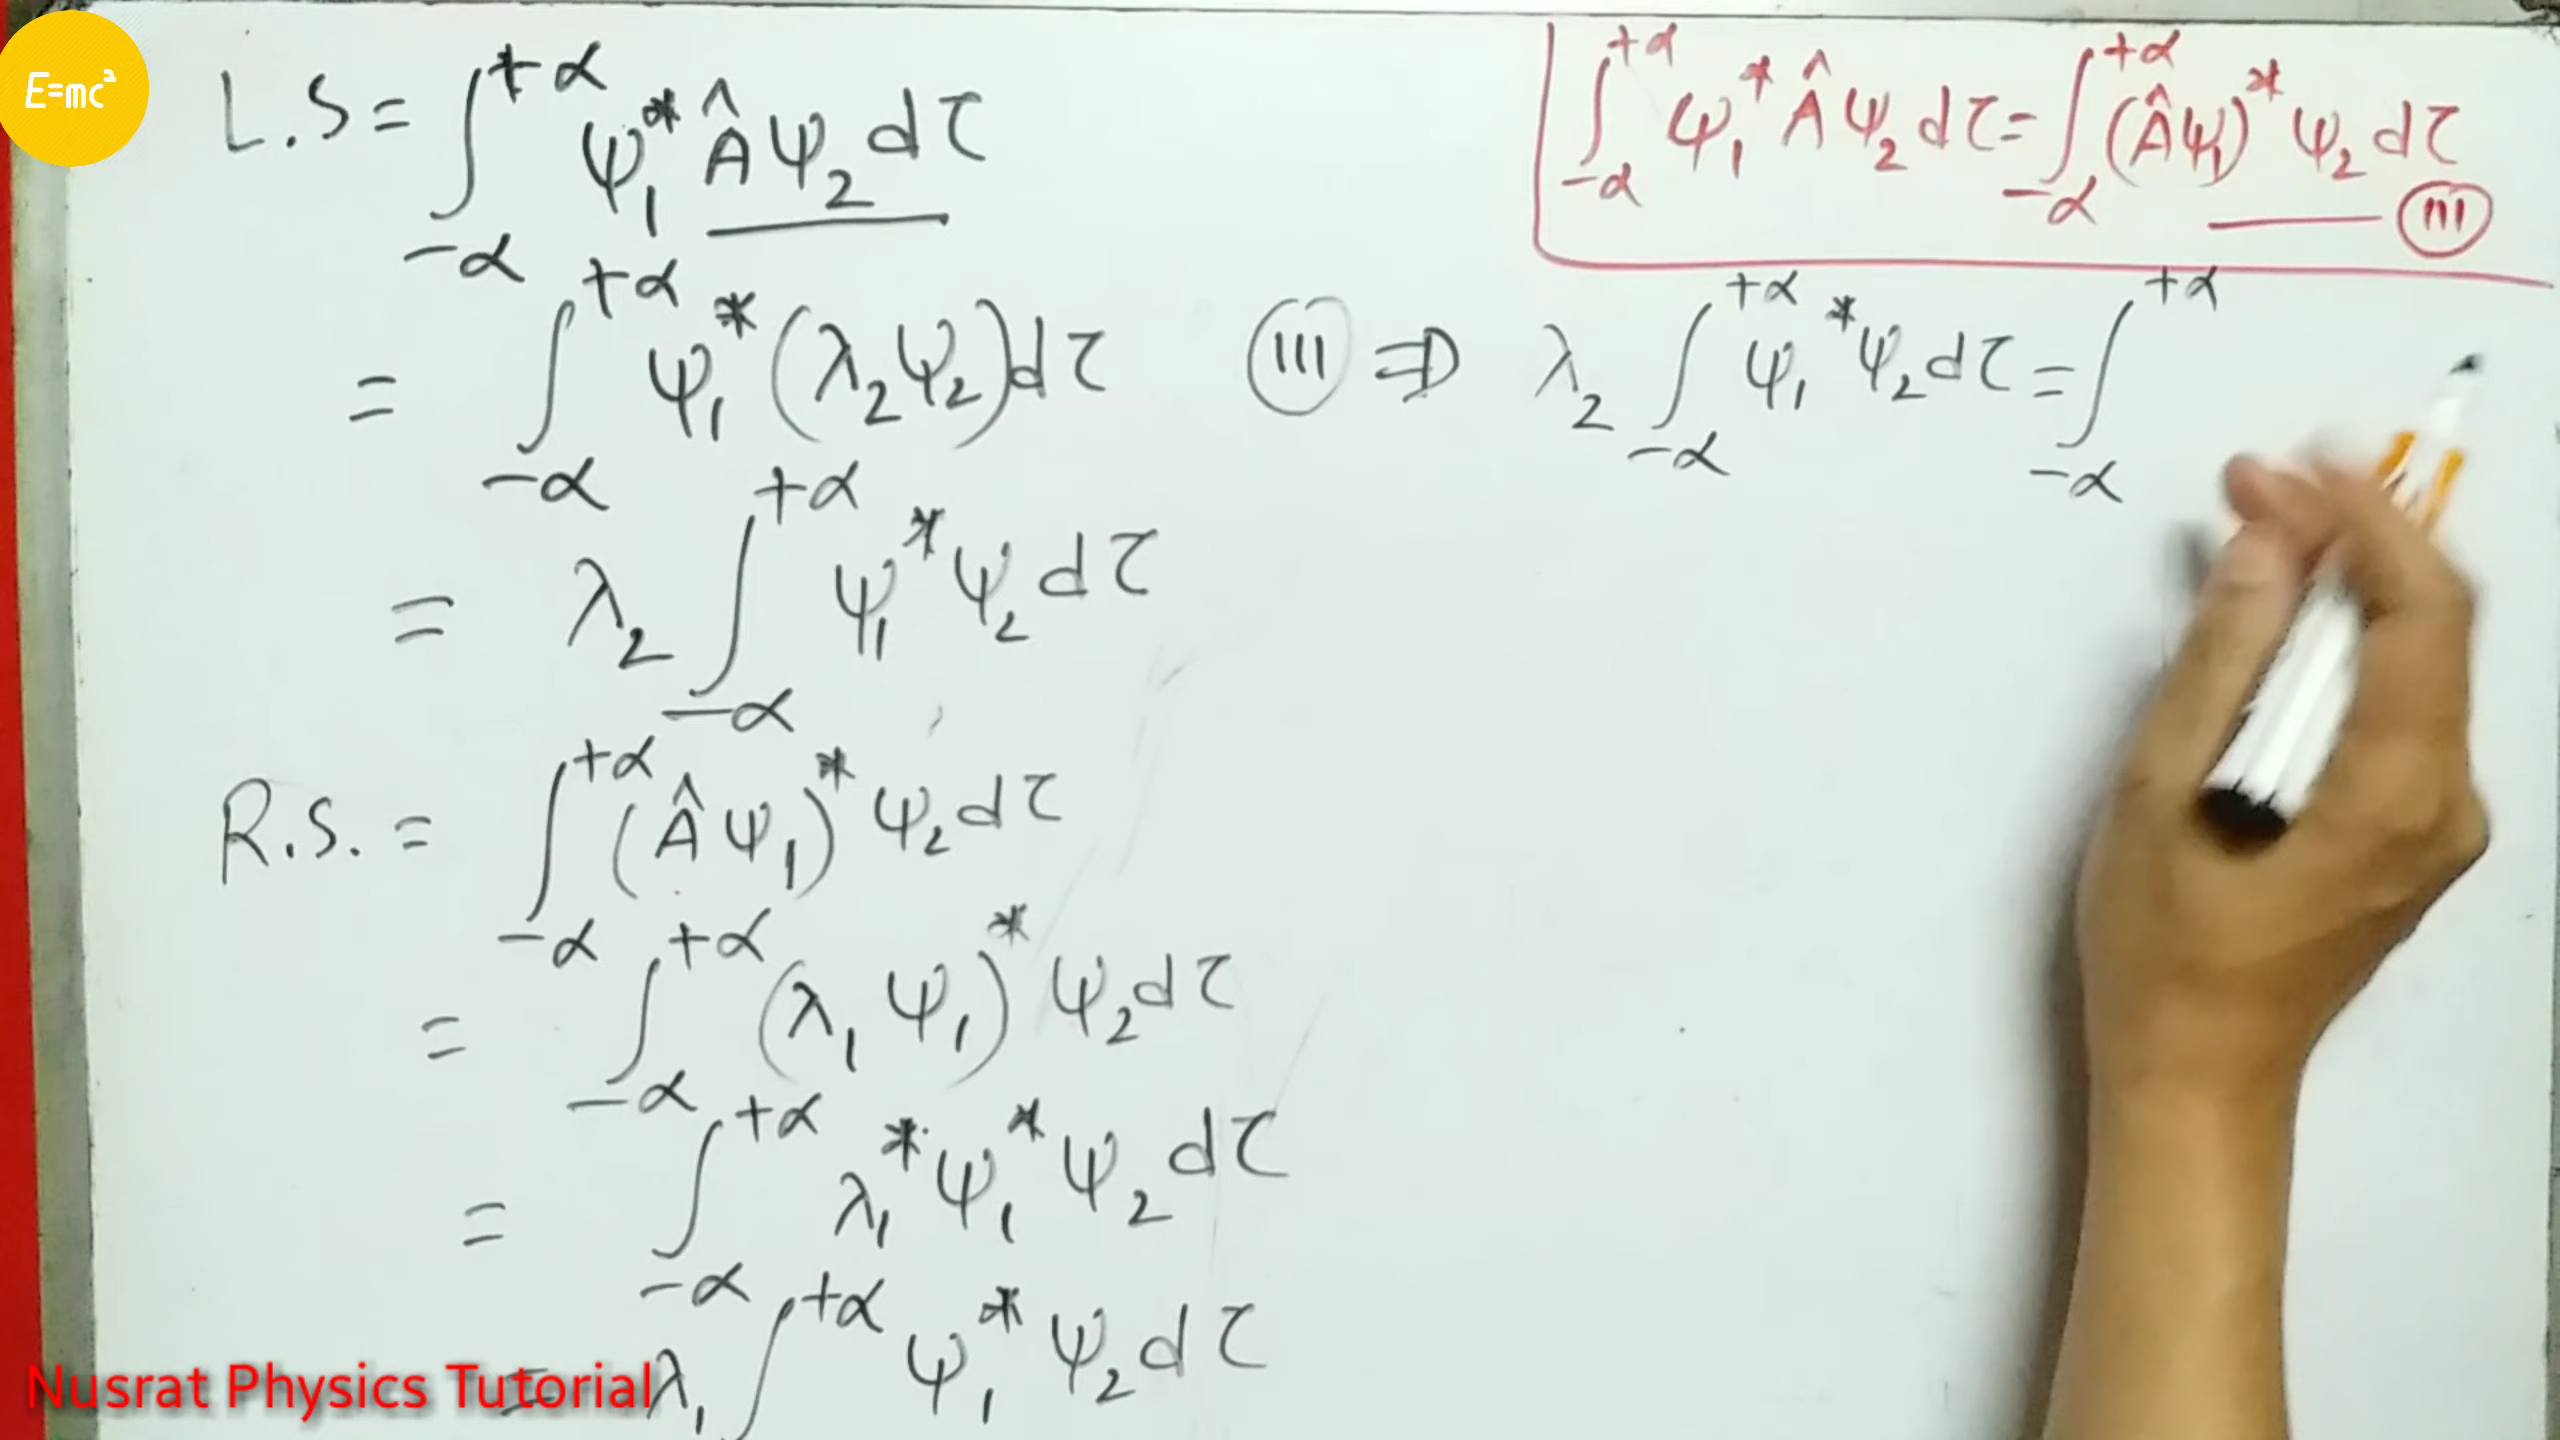 E=mc²
L.S = ∫_{-α}^{+α} ψ₁* Â ψ₂ dτ
= ∫_{-α}^{+α} ψ₁* (λ₂ψ₂) dτ
= λ₂ ∫_{-α}^{+α} ψ₁* ψ₂ dτ
R.S. = ∫_{-α}^{+α} (Âψ₁)* ψ₂ dτ
= ∫_{-α}^{+α} (λ₁ ψ₁)* ψ₂ dτ
= ∫_{-α}^{+α} λ₁* ψ₁* ψ₂ dτ
= λ₁ ∫^{+α} ψ₁* ψ₂ dτ
∫_{-α}^{+α} ψ₁* Â ψ₂ dτ = ∫_{-α}^{+α} (Âψ₁)* ψ₂ dτ
— (III)
(III) ⇒ λ₂ ∫_{-α}^{+α} ψ₁* ψ₂ dτ = ∫_{-α}^{+α}
Nusrat Physics Tutorial